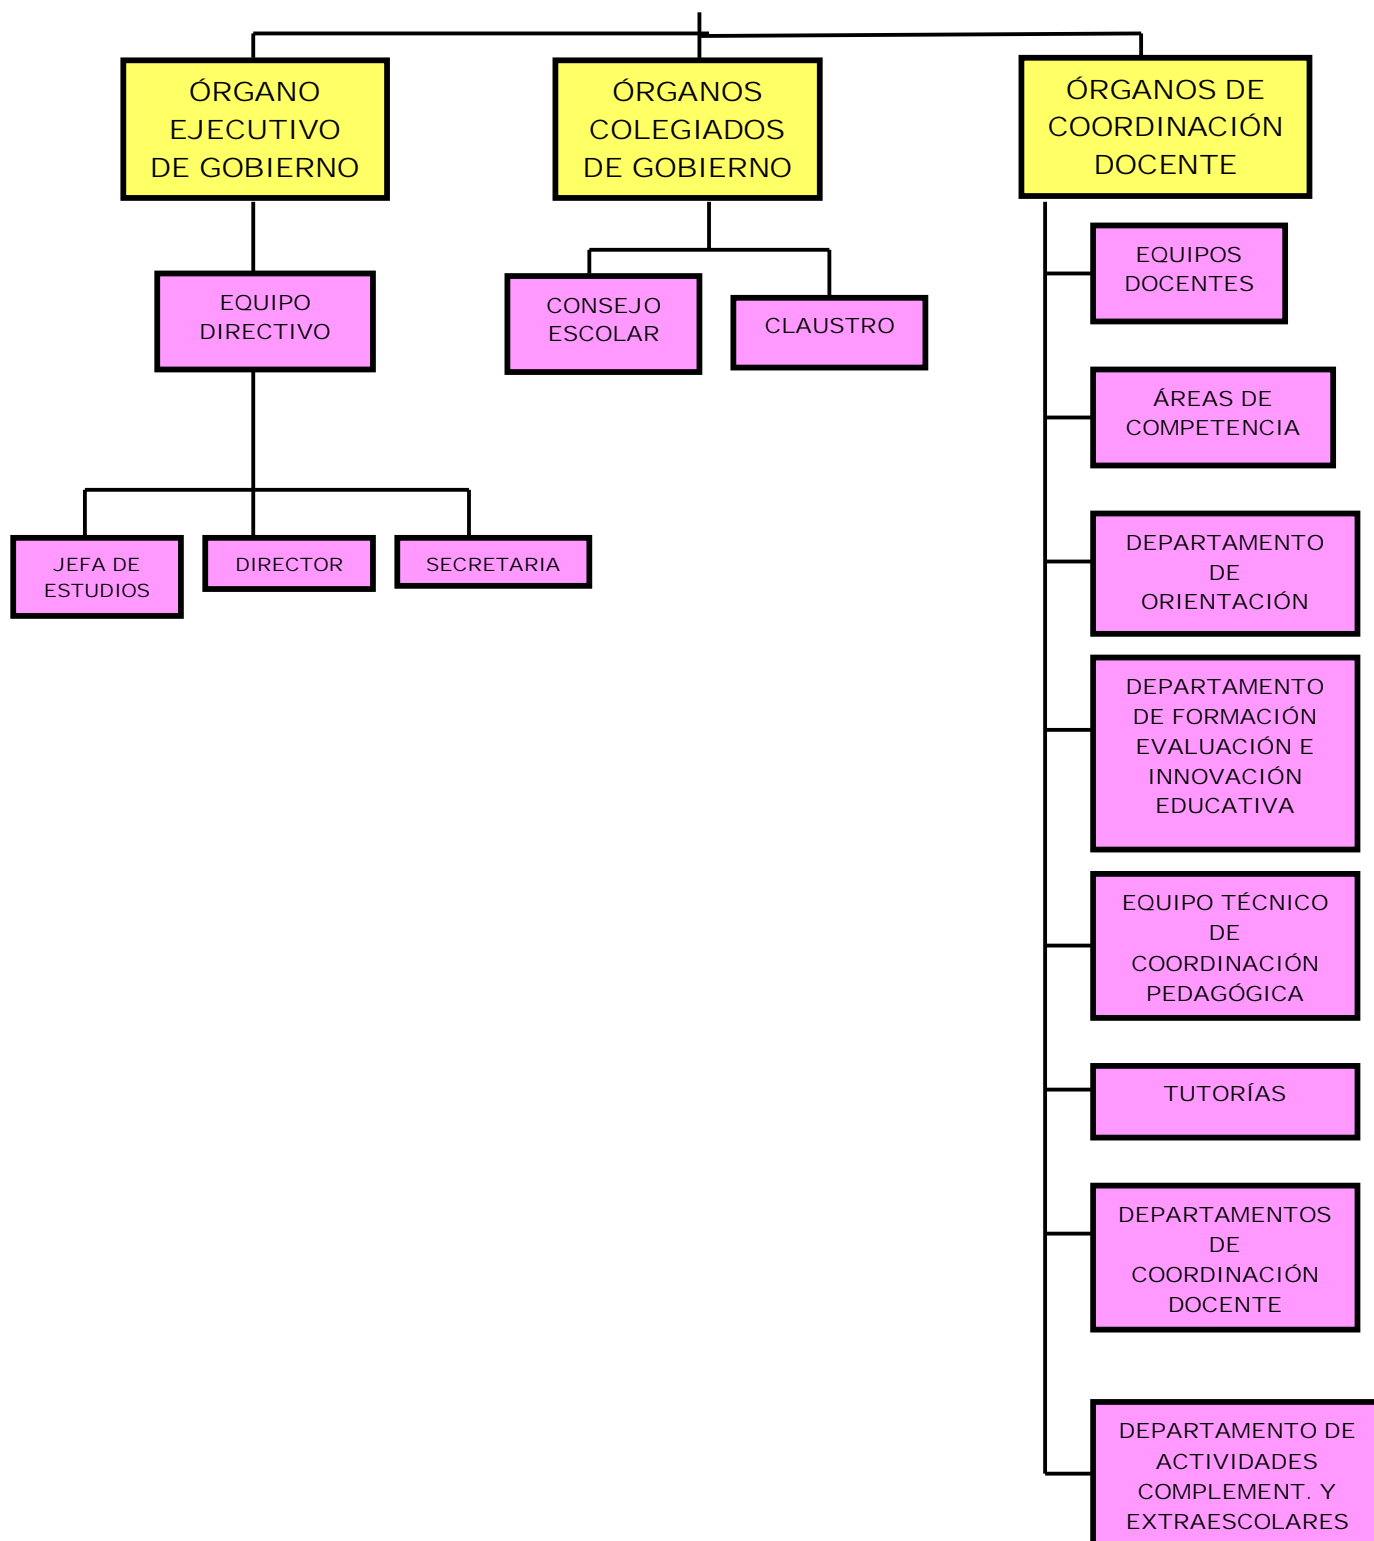 ÓRGANO
EJECUTIVO
DE GOBIERNO
ÓRGANOS
COLEGIADOS
DE GOBIERNO
ÓRGANOS DE
COORDINACIÓN
DOCENTE
EQUIPO
DIRECTIVO
CONSEJO
ESCOLAR
CLAUSTRO
JEFA DE
ESTUDIOS
DIRECTOR
SECRETARIA
EQUIPOS
DOCENTES
ÁREAS DE
COMPETENCIA
DEPARTAMENTO
DE
ORIENTACIÓN
DEPARTAMENTO
DE FORMACIÓN
EVALUACIÓN E
INNOVACIÓN
EDUCATIVA
EQUIPO TÉCNICO
DE
COORDINACIÓN
PEDAGÓGICA
TUTORÍAS
DEPARTAMENTOS
DE
COORDINACIÓN
DOCENTE
DEPARTAMENTO DE
ACTIVIDADES
COMPLEMENT. Y
EXTRAESCOLARES